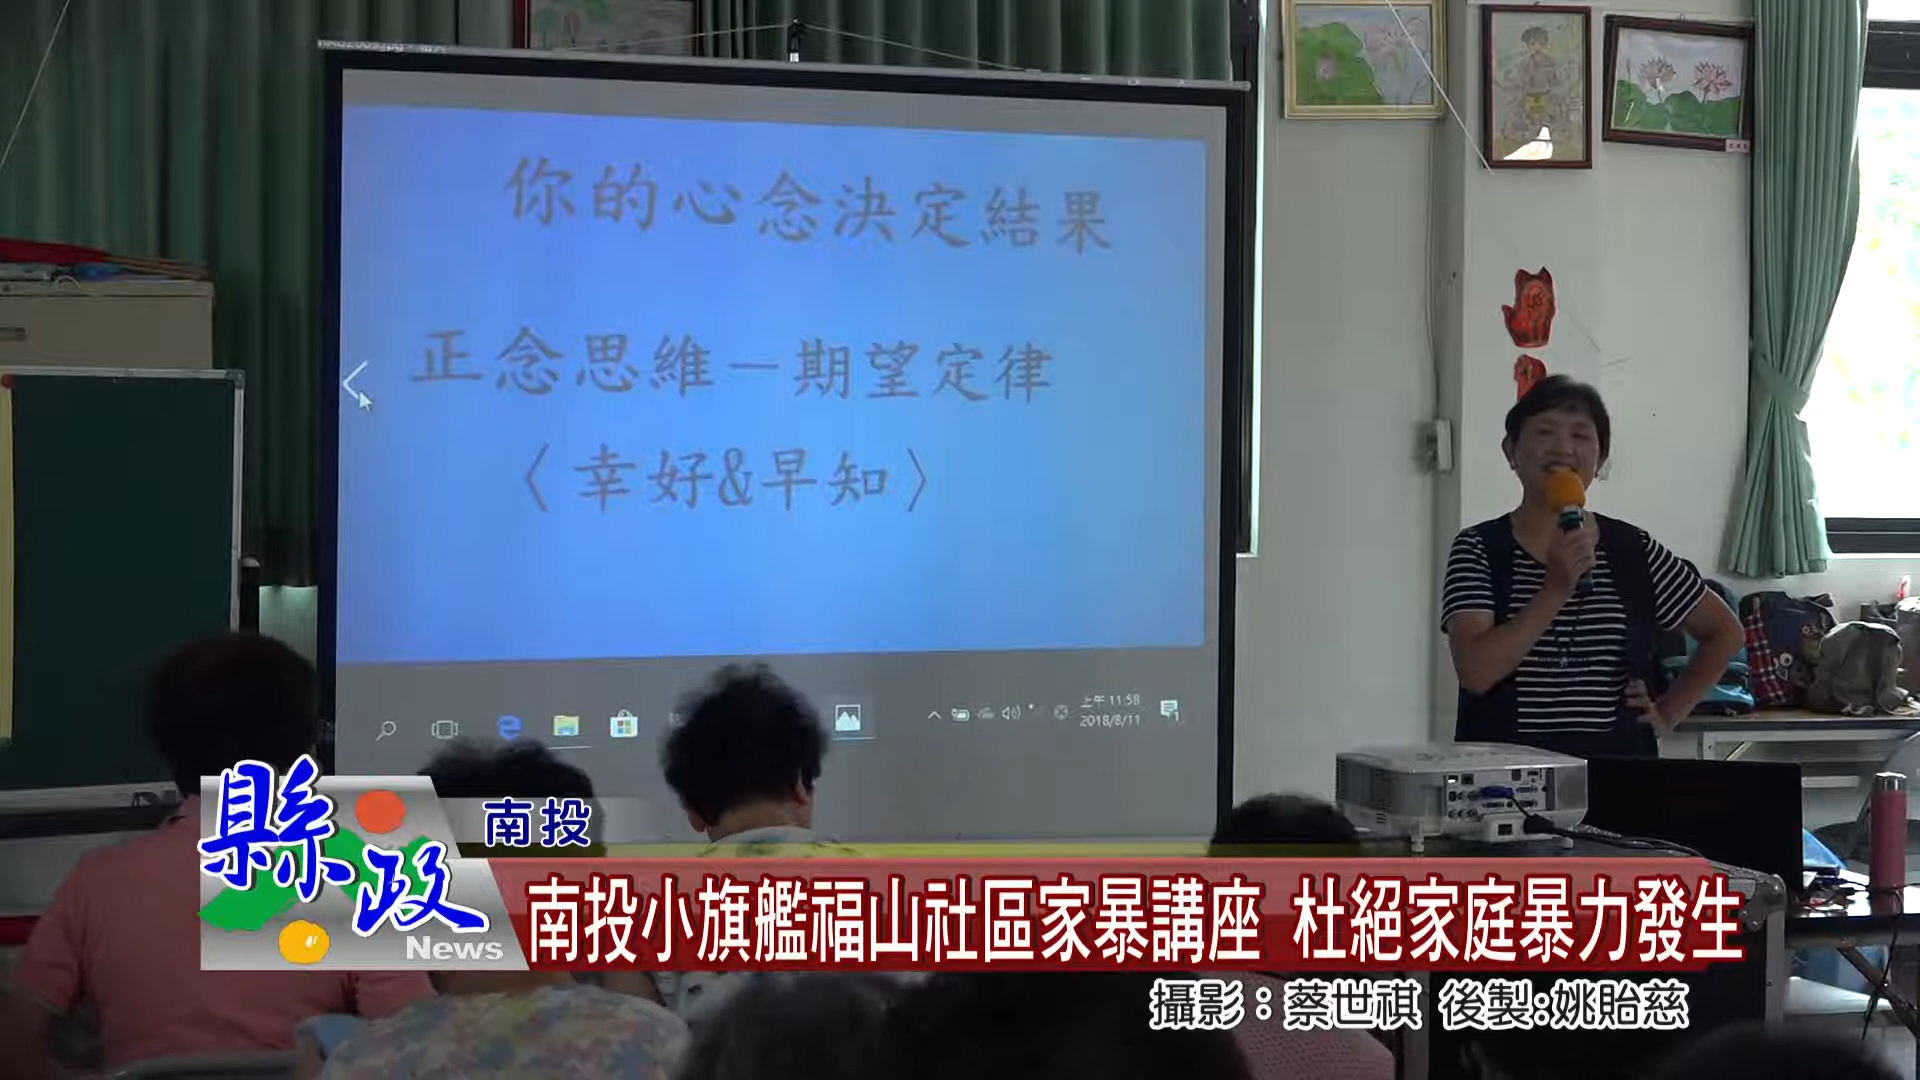 你的心念決定結果
正念思維－期望定律
〈幸好&早知〉
上午 11:58
2018/8/11
縣政
News
南投
南投小旗艦福山社區家暴講座 杜絕家庭暴力發生
攝影：蔡世祺 後製:姚貽慈